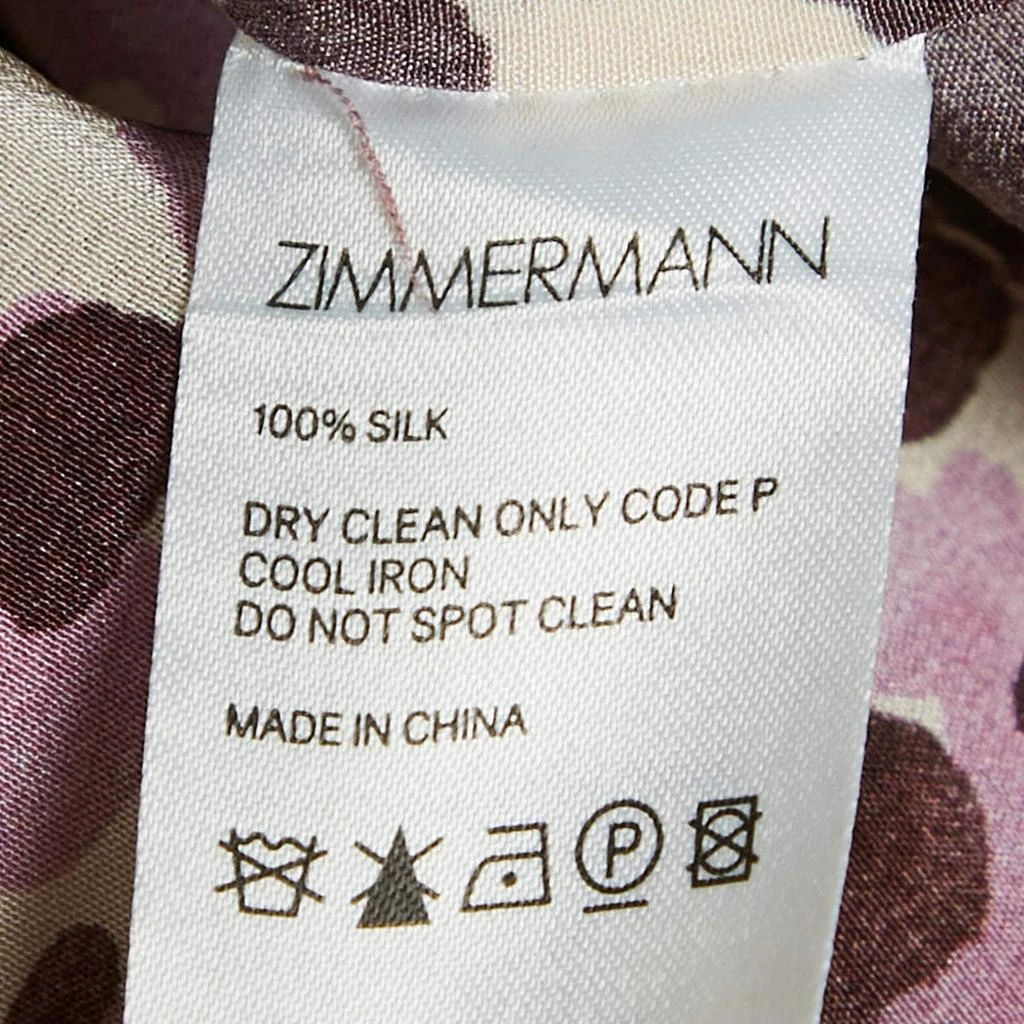 ZIMMERMANN
100% SILK
DRY CLEAN ONLY CODE P
COOL IRON
DO NOT SPOT CLEAN
MADE IN CHINA
P